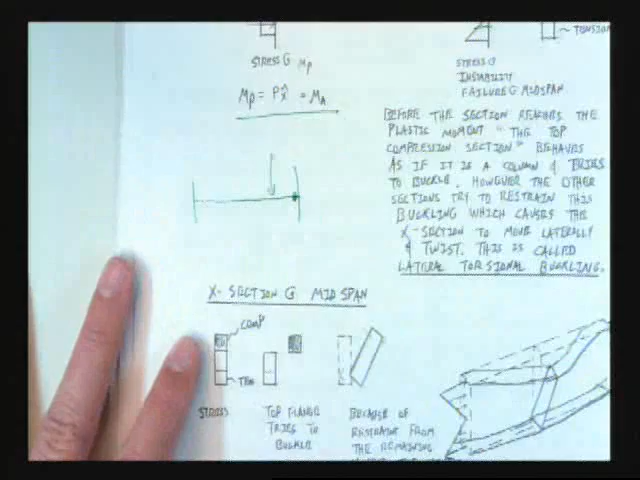 STRESS @ Mp
Mp = Px̂ = MA
~TENSION
STRESS @
INSTABILITY
FAILURE @ MIDSPAN
BEFORE THE SECTION REACHES THE
PLASTIC MOMENT "THE TOP
COMPRESSION SECTION" BEHAVES
AS IF IT IS A COLUMN & TRIES
TO BUCKLE. HOWEVER THE OTHER
SECTIONS TRY TO RESTRAIN THIS
BUCKLING WHICH CAUSES THE
X-SECTION TO MOVE LATERALLY
& TWIST. THIS IS CALLED
LATERAL TORSIONAL BUCKLING.
X-SECTION @ MID SPAN
COMP
TEN
STRESS
TOP FLANGE
TRIES TO
BUCKLE
BECAUSE OF
RESTRAINT FROM
THE REMAINING